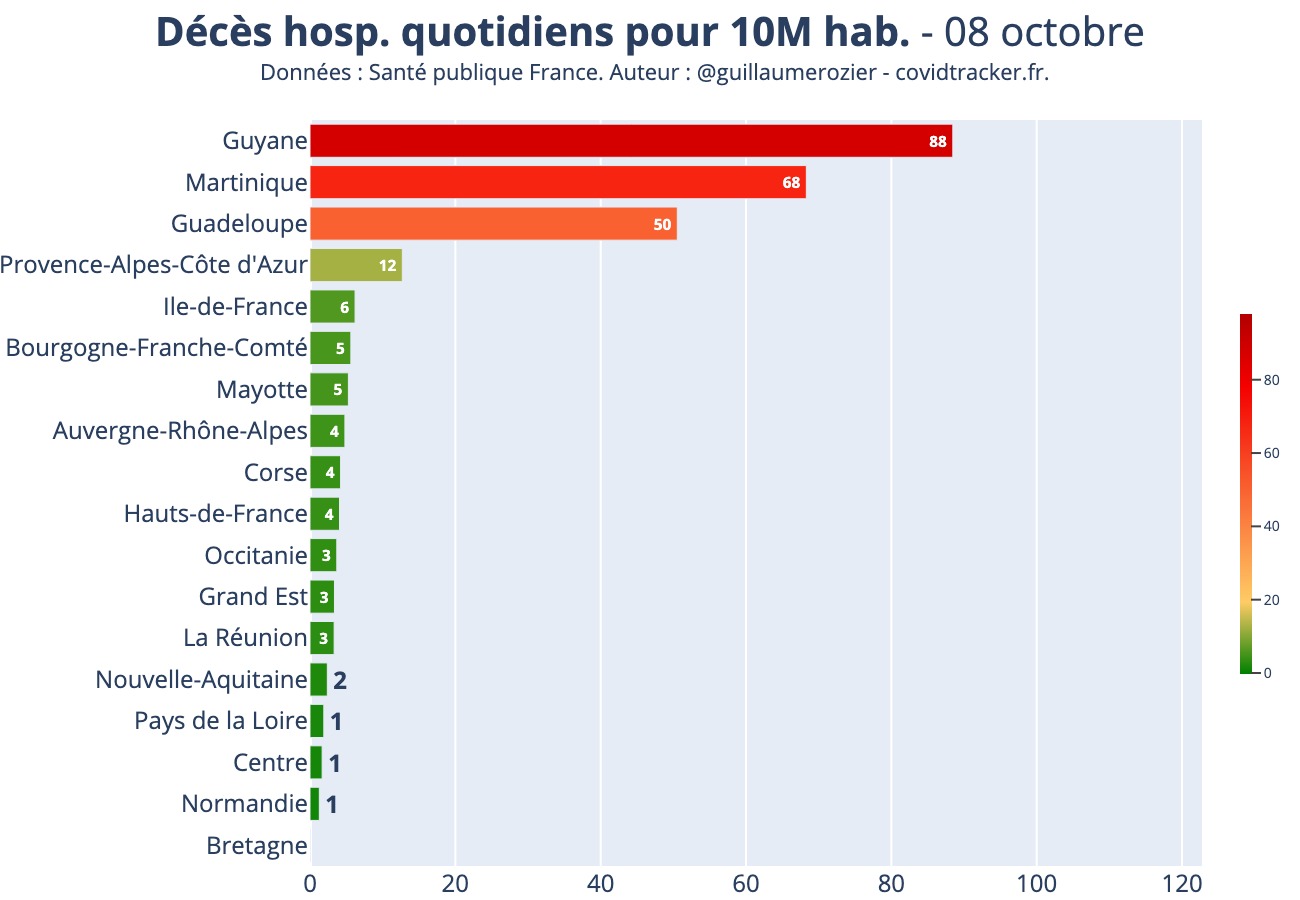 Décès hosp. quotidiens pour 10M hab. - 08 octobre
Données : Santé publique France. Auteur : @guillaumerozier - covidtracker.fr.
Guyane 88
Martinique 68
Guadeloupe 50
Provence-Alpes-Côte d'Azur 12
Ile-de-France 6
Bourgogne-Franche-Comté 5
Mayotte 5
Auvergne-Rhône-Alpes 4
Corse 4
Hauts-de-France 4
Occitanie 3
Grand Est 3
La Réunion 3
Nouvelle-Aquitaine 2
Pays de la Loire 1
Centre 1
Normandie 1
Bretagne
0 20 40 60 80 100 120
80
60
40
20
0